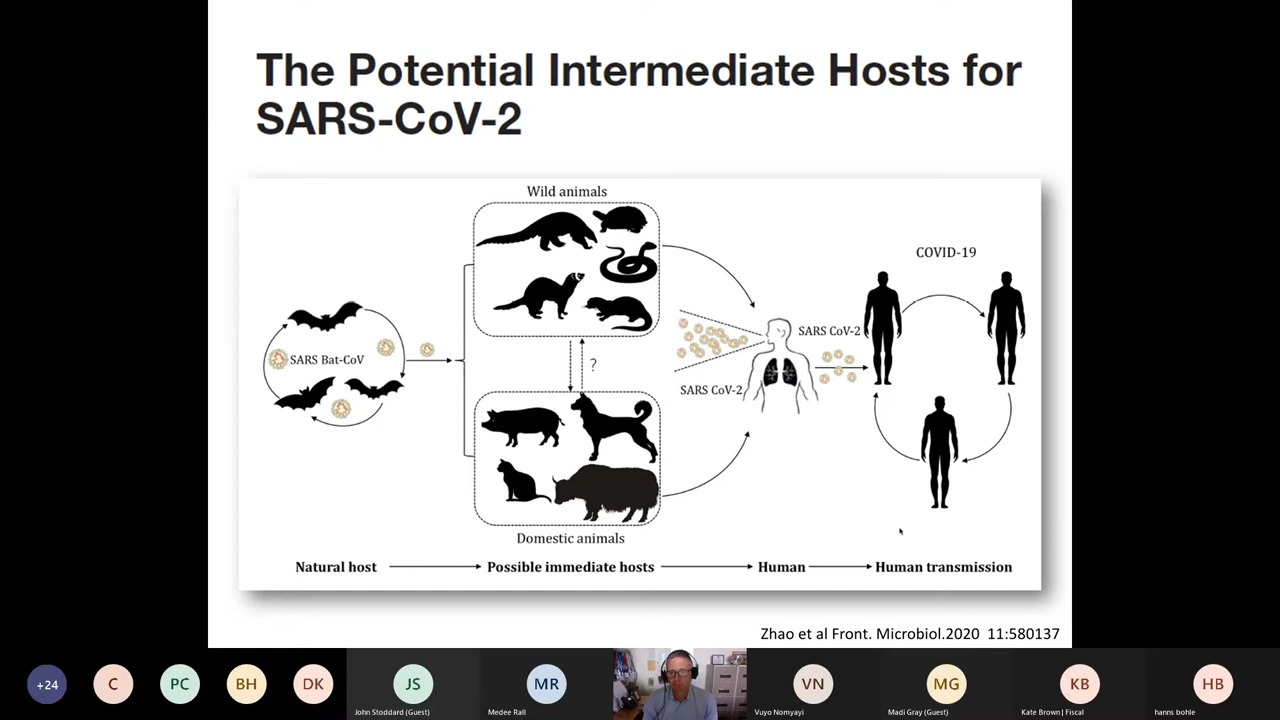 The Potential Intermediate Hosts for
SARS-CoV-2
Wild animals
COVID-19
SARS Bat-CoV
SARS CoV-2
?
SARS CoV-2
Domestic animals
Natural host
Possible immediate hosts
Human
Human transmission
Zhao et al Front. Microbiol.2020 11:580137
+24
C
PC
BH
DK
JS
John Stoddard (Guest)
MR
Medee Rall
VN
Vuyo Nomyayi
MG
Madi Gray (Guest)
KB
Kate Brown | Fiscal
HB
hanns bohle